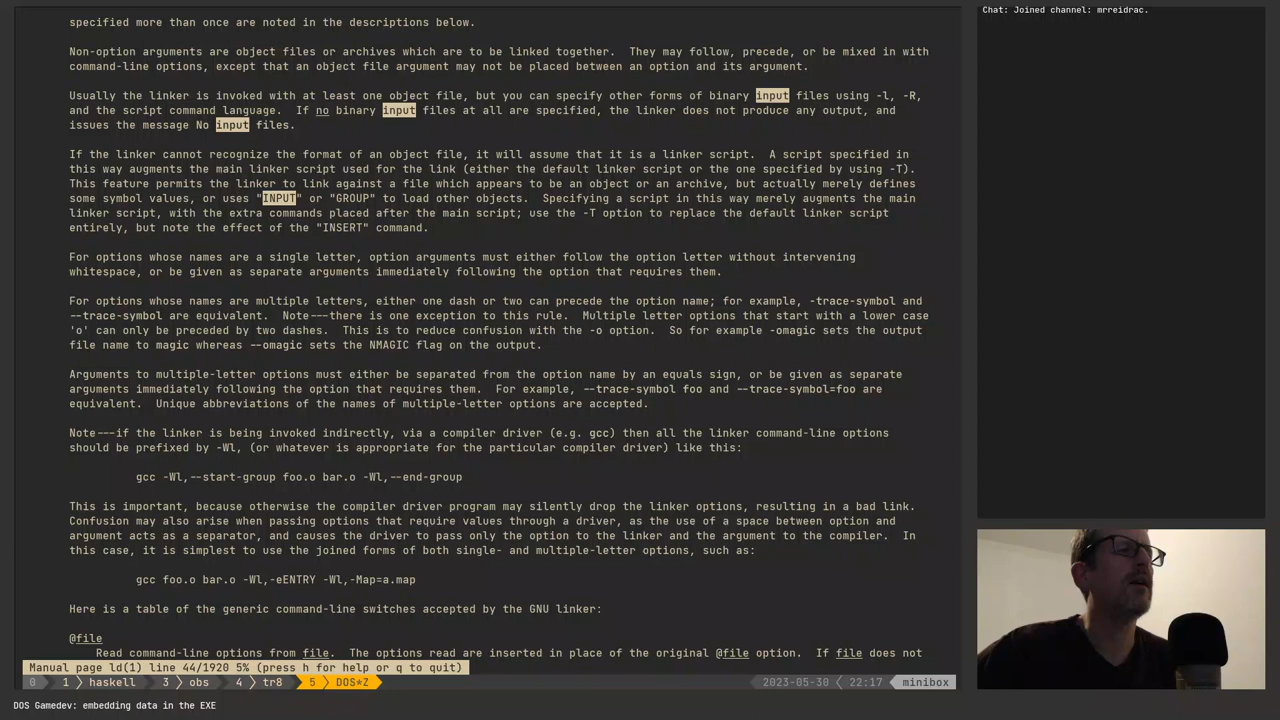 specified more than once are noted in the descriptions below.
Non-option arguments are object files or archives which are to be linked together.  They may follow, precede, or be mixed in with
command-line options, except that an object file argument may not be placed between an option and its argument.
Usually the linker is invoked with at least one object file, but you can specify other forms of binary input files using -l, -R,
and the script command language.  If no binary input files at all are specified, the linker does not produce any output, and
issues the message No input files.
If the linker cannot recognize the format of an object file, it will assume that it is a linker script.  A script specified in
this way augments the main linker script used for the link (either the default linker script or the one specified by using -T).
This feature permits the linker to link against a file which appears to be an object or an archive, but actually merely defines
some symbol values, or uses "INPUT" or "GROUP" to load other objects.  Specifying a script in this way merely augments the main
linker script, with the extra commands placed after the main script; use the -T option to replace the default linker script
entirely, but note the effect of the "INSERT" command.
For options whose names are a single letter, option arguments must either follow the option letter without intervening
whitespace, or be given as separate arguments immediately following the option that requires them.
For options whose names are multiple letters, either one dash or two can precede the option name; for example, -trace-symbol and
--trace-symbol are equivalent.  Note---there is one exception to this rule.  Multiple letter options that start with a lower case
'o' can only be preceded by two dashes.  This is to reduce confusion with the -o option.  So for example -omagic sets the output
file name to magic whereas --omagic sets the NMAGIC flag on the output.
Arguments to multiple-letter options must either be separated from the option name by an equals sign, or be given as separate
arguments immediately following the option that requires them.  For example, --trace-symbol foo and --trace-symbol=foo are
equivalent.  Unique abbreviations of the names of multiple-letter options are accepted.
Note---if the linker is being invoked indirectly, via a compiler driver (e.g. gcc) then all the linker command-line options
should be prefixed by -Wl, (or whatever is appropriate for the particular compiler driver) like this:
gcc -Wl,--start-group foo.o bar.o -Wl,--end-group
This is important, because otherwise the compiler driver program may silently drop the linker options, resulting in a bad link.
Confusion may also arise when passing options that require values through a driver, as the use of a space between option and
argument acts as a separator, and causes the driver to pass only the option to the linker and the argument to the compiler.  In
this case, it is simplest to use the joined forms of both single- and multiple-letter options, such as:
gcc foo.o bar.o -Wl,-eENTRY -Wl,-Map=a.map
Here is a table of the generic command-line switches accepted by the GNU linker:
@file
Read command-line options from file.  The options read are inserted in place of the original @file option.  If file does not
Manual page ld(1) line 44/1920 5% (press h for help or q to quit)
0 1 haskell 3 obs 4 tr8 5 DOS*Z 2023-05-30 22:17 minibox
DOS Gamedev: embedding data in the EXE
Chat: Joined channel: mrreidrac.